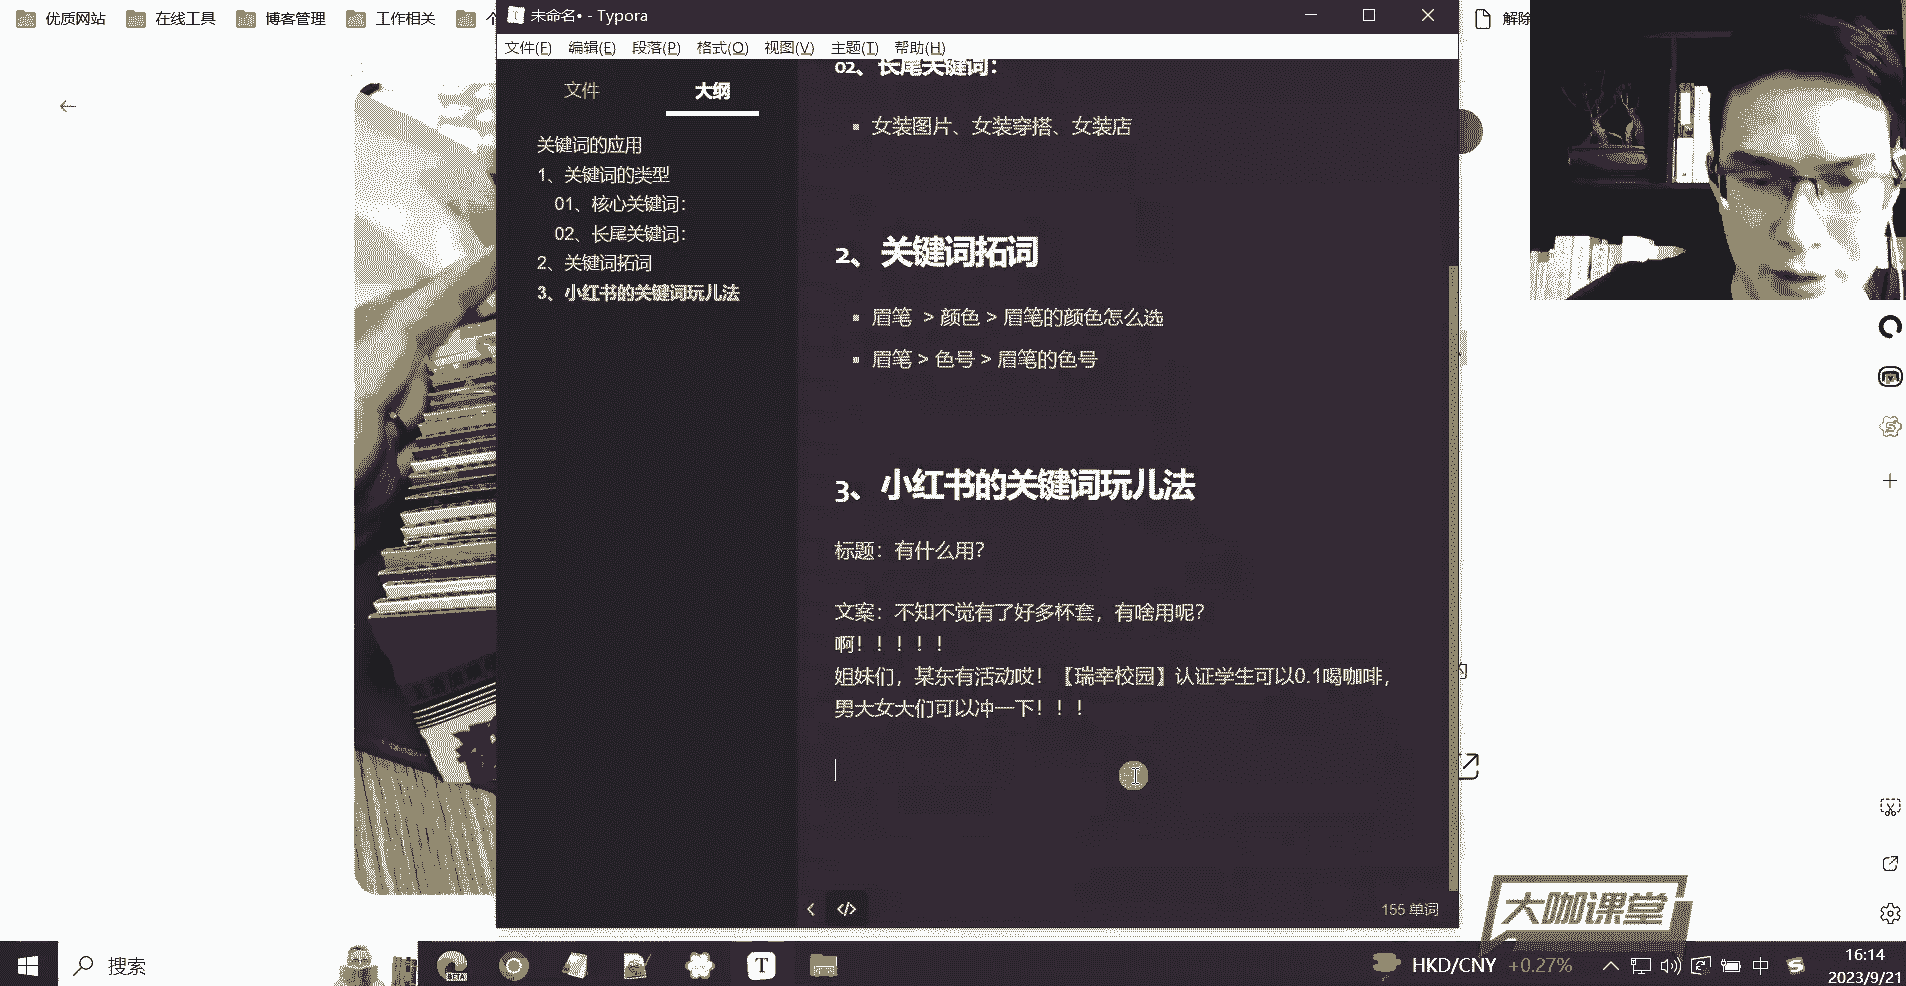 优质网站
在线工具
博客管理
工作相关
个
未命名• - Typora
解除
文件(F) 编辑(E) 段落(P) 格式(O) 视图(V) 主题(T) 帮助(H)
文件
大纲
关键词的应用
1、关键词的类型
01、核心关键词：
02、长尾关键词：
2、关键词拓词
3、小红书的关键词玩儿法
02、长尾关键词：
女装图片、女装穿搭、女装店
2、关键词拓词
眉笔 > 颜色 > 眉笔的颜色怎么选
眉笔 > 色号 > 眉笔的色号
3、小红书的关键词玩儿法
标题：有什么用？
文案：不知不觉有了好多杯套，有啥用呢？
啊！！！！！
姐妹们，某东有活动哎！【瑞幸校园】认证学生可以0.1喝咖啡，
男大女大们可以冲一下！！！
155 单词
大咖课堂
搜索
BETA
HKD/CNY +0.27%
中
16:14
2023/9/21